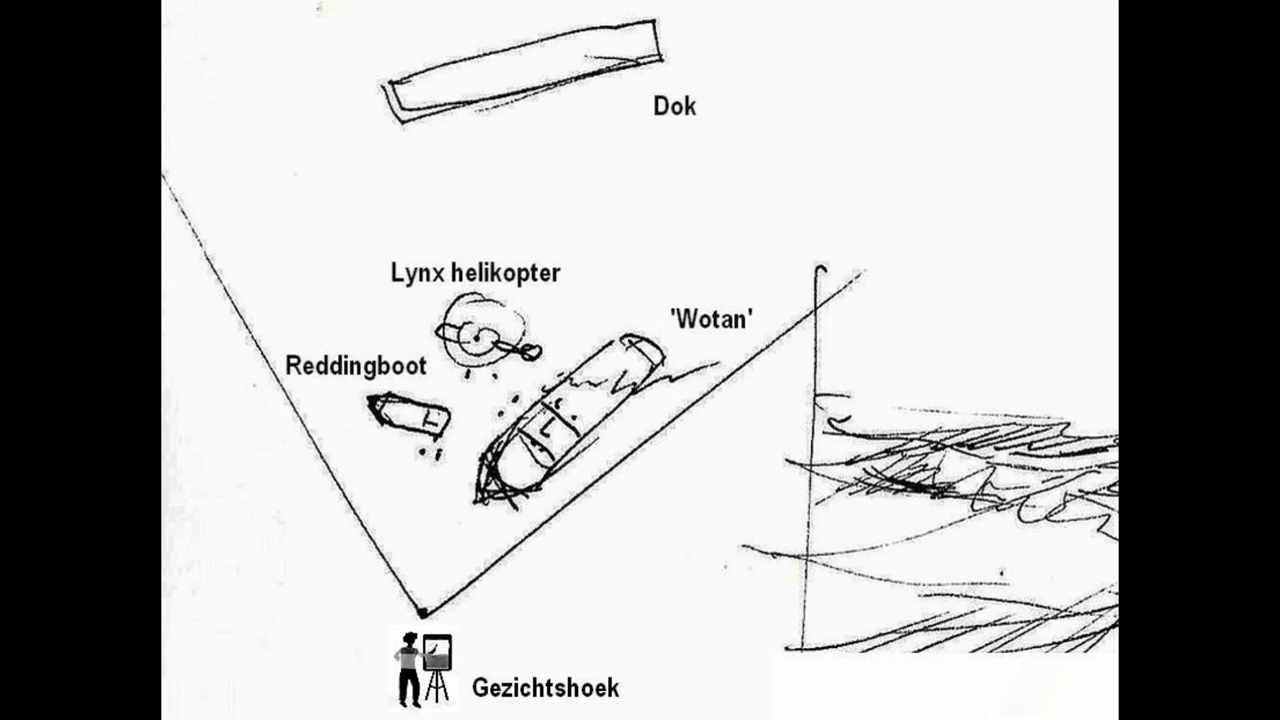 Dok
Lynx helikopter
'Wotan'
Reddingboot
Gezichtshoek